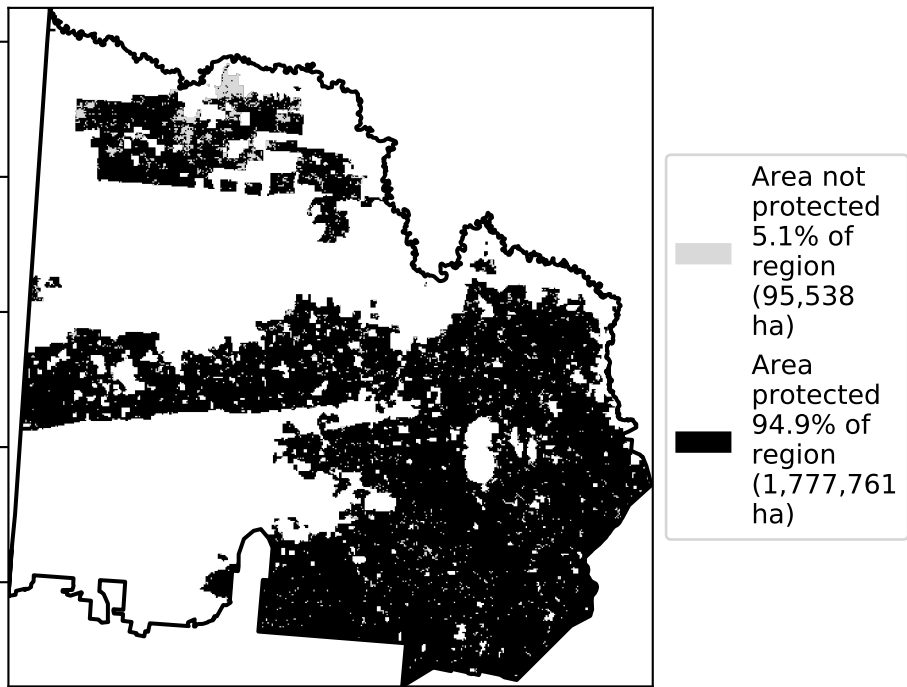 Area not
protected
5.1% of
region
(95,538
ha)
Area
protected
94.9% of
region
(1,777,761
ha)